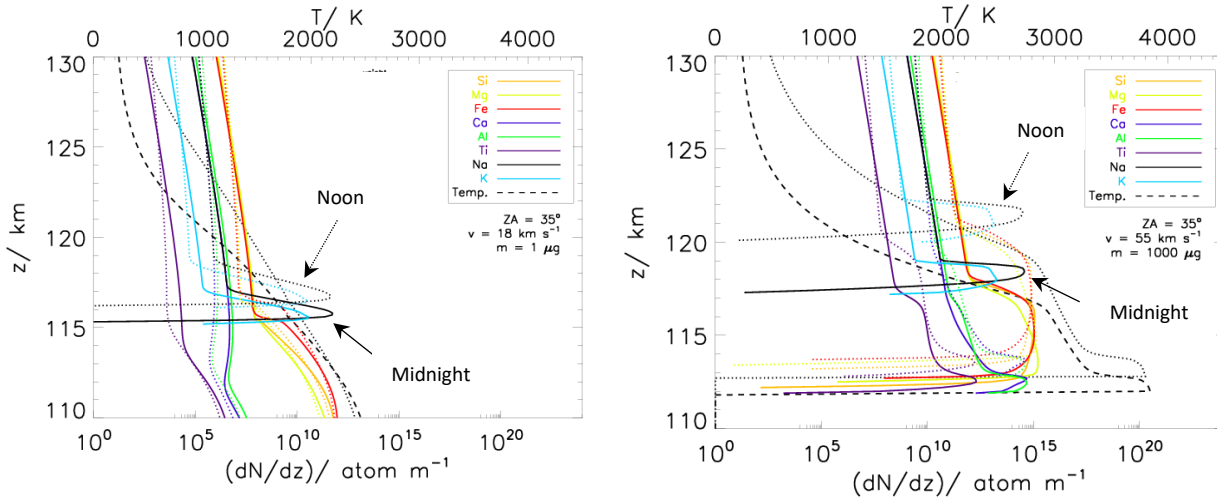 T/ K
0 1000 2000 3000 4000
130
125
120
115
110
z/ km
Si
Mg
Fe
Ca
Al
Ti
Na
K
Temp.
ZA = 35°
v = 18 km s⁻¹
m = 1 μg
Noon
Midnight
10⁰ 10⁵ 10¹⁰ 10¹⁵ 10²⁰
(dN/dz)/ atom m⁻¹
T/ K
0 1000 2000 3000 4000
130
125
120
115
110
z/ km
Si
Mg
Fe
Ca
Al
Ti
Na
K
Temp.
ZA = 35°
v = 55 km s⁻¹
m = 1000 μg
Noon
Midnight
10⁰ 10⁵ 10¹⁰ 10¹⁵ 10²⁰
(dN/dz)/ atom m⁻¹